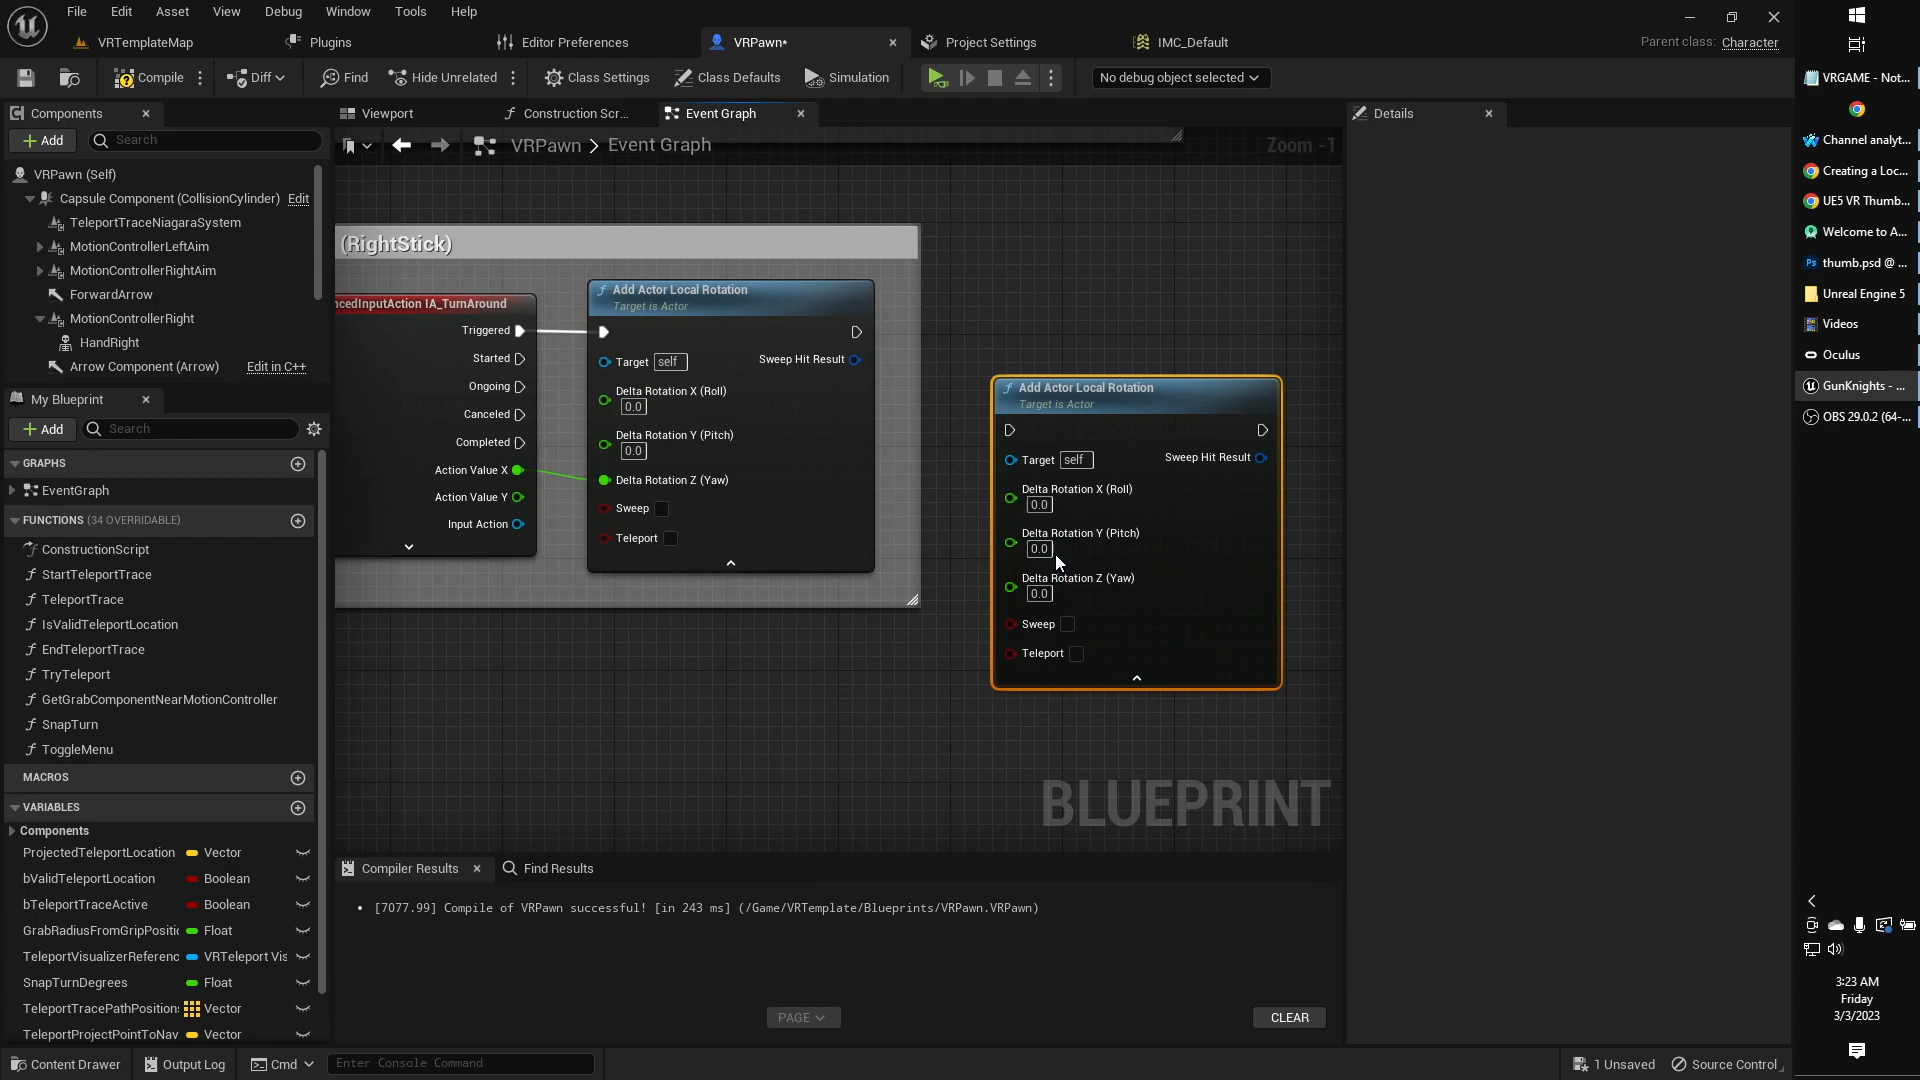 File Edit Asset View Debug Window Tools Help
VRTemplateMap Plugins Editor Preferences VRPawn* Project Settings IMC_Default Parent class: Character
Compile Diff Find Hide Unrelated Class Settings Class Defaults Simulation No debug object selected
Components
Add Search
VRPawn (Self)
Capsule Component (CollisionCylinder) Edit
TeleportTraceNiagaraSystem
MotionControllerLeftAim
MotionControllerRightAim
ForwardArrow
MotionControllerRight
HandRight
Arrow Component (Arrow) Edit in C++
My Blueprint
Add Search
GRAPHS
EventGraph
FUNCTIONS (34 OVERRIDABLE)
ConstructionScript
StartTeleportTrace
TeleportTrace
IsValidTeleportLocation
EndTeleportTrace
TryTeleport
GetGrabComponentNearMotionController
SnapTurn
ToggleMenu
MACROS
VARIABLES
Components
ProjectedTeleportLocation Vector
bValidTeleportLocation Boolean
bTeleportTraceActive Boolean
GrabRadiusFromGripPositic Float
TeleportVisualizerReferenc VRTeleport Vis
SnapTurnDegrees Float
TeleportTracePathPosition Vector
TeleportProjectPointToNav Vector
Viewport Construction Scr... Event Graph
VRPawn > Event Graph Zoom -1
(RightStick)
ncedInputAction IA_TurnAround
Triggered
Started
Ongoing
Canceled
Completed
Action Value X
Action Value Y
Input Action
Add Actor Local Rotation
Target is Actor
Target self Sweep Hit Result
Delta Rotation X (Roll)
0.0
Delta Rotation Y (Pitch)
0.0
Delta Rotation Z (Yaw)
Sweep
Teleport
Add Actor Local Rotation
Target is Actor
Target self Sweep Hit Result
Delta Rotation X (Roll)
0.0
Delta Rotation Y (Pitch)
0.0
Delta Rotation Z (Yaw)
0.0
Sweep
Teleport
BLUEPRINT
Compiler Results Find Results
[7077.99] Compile of VRPawn successful! [in 243 ms] (/Game/VRTemplate/Blueprints/VRPawn.VRPawn)
PAGE CLEAR
Details
Content Drawer Output Log Cmd Enter Console Command 1 Unsaved Source Control
VRGAME - Not...
Channel analyt...
Creating a Loc...
UE5 VR Thumb...
Welcome to A...
Ps thumb.psd @ ...
Unreal Engine 5
Videos
Oculus
GunKnights - ...
OBS 29.0.2 (64-...
3:23 AM
Friday
3/3/2023